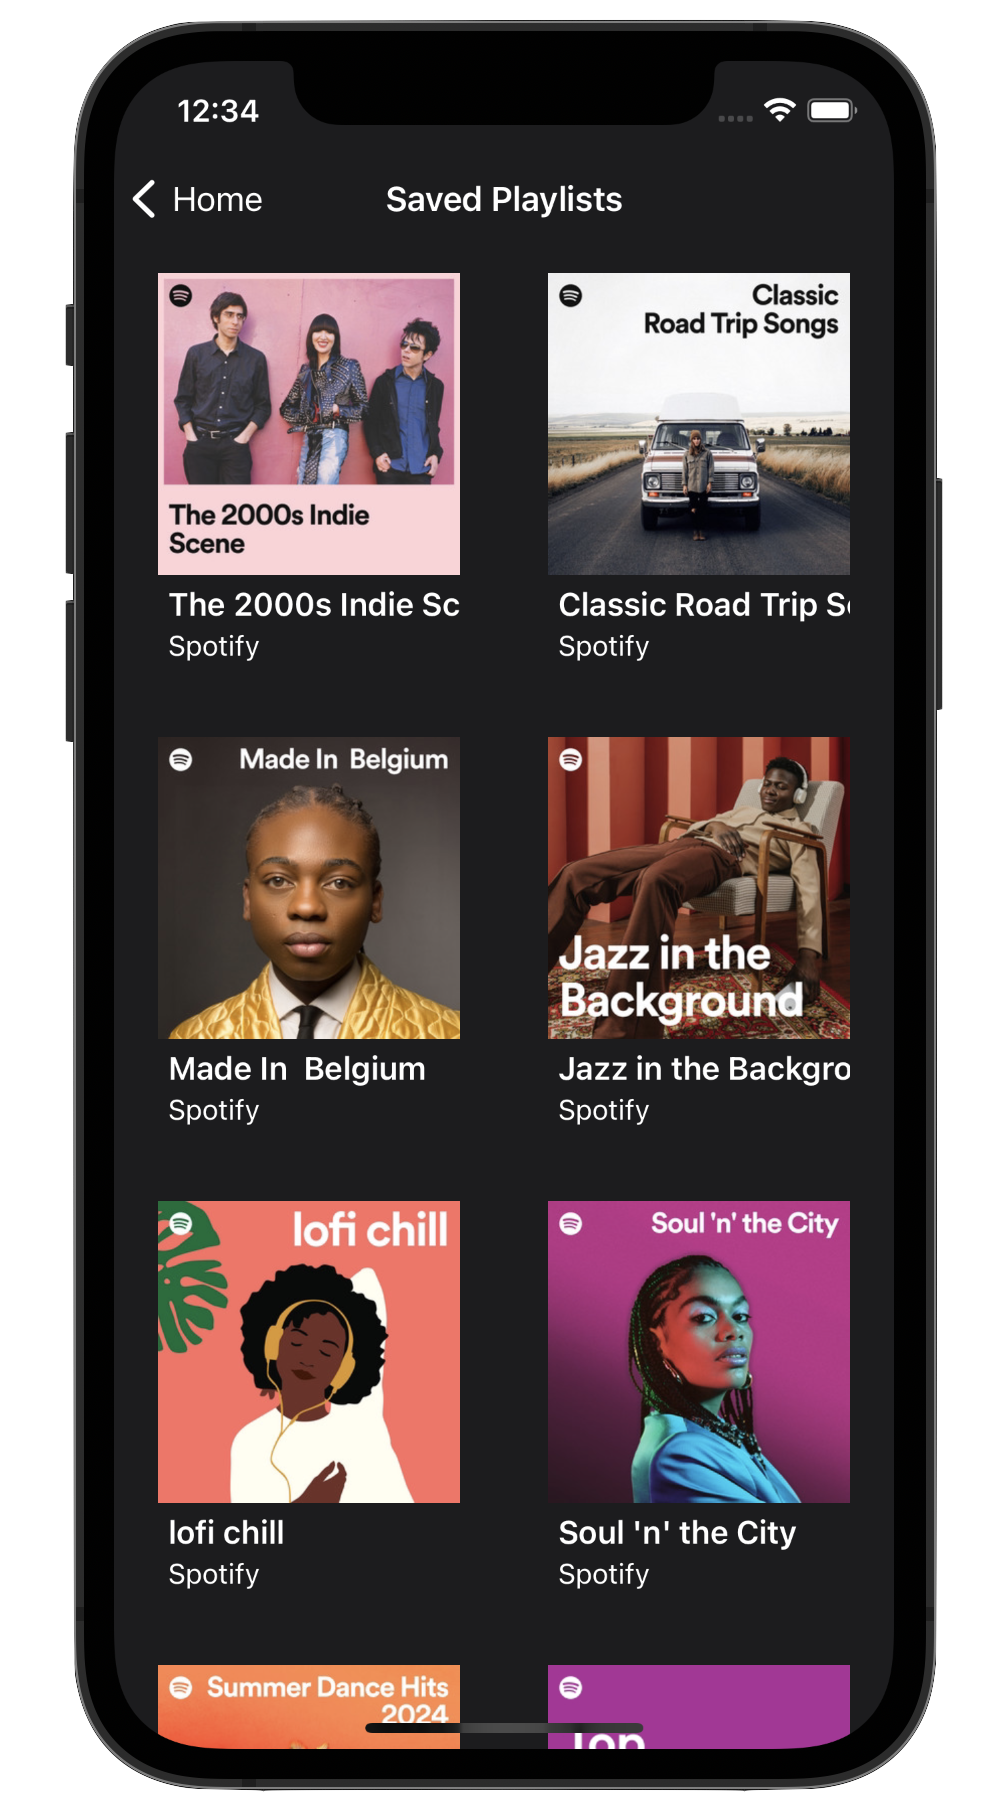 12:34
Home
Saved Playlists
Classic
Road Trip Songs
The 2000s Indie
Scene
The 2000s Indie Sc
Classic Road Trip S
Spotify
Spotify
Made In  Belgium
Jazz in the
Background
Made In  Belgium
Jazz in the Backgro
Spotify
Spotify
lofi chill
Soul 'n' the City
lofi chill
Soul 'n' the City
Spotify
Spotify
Summer Dance Hits
2024
Top